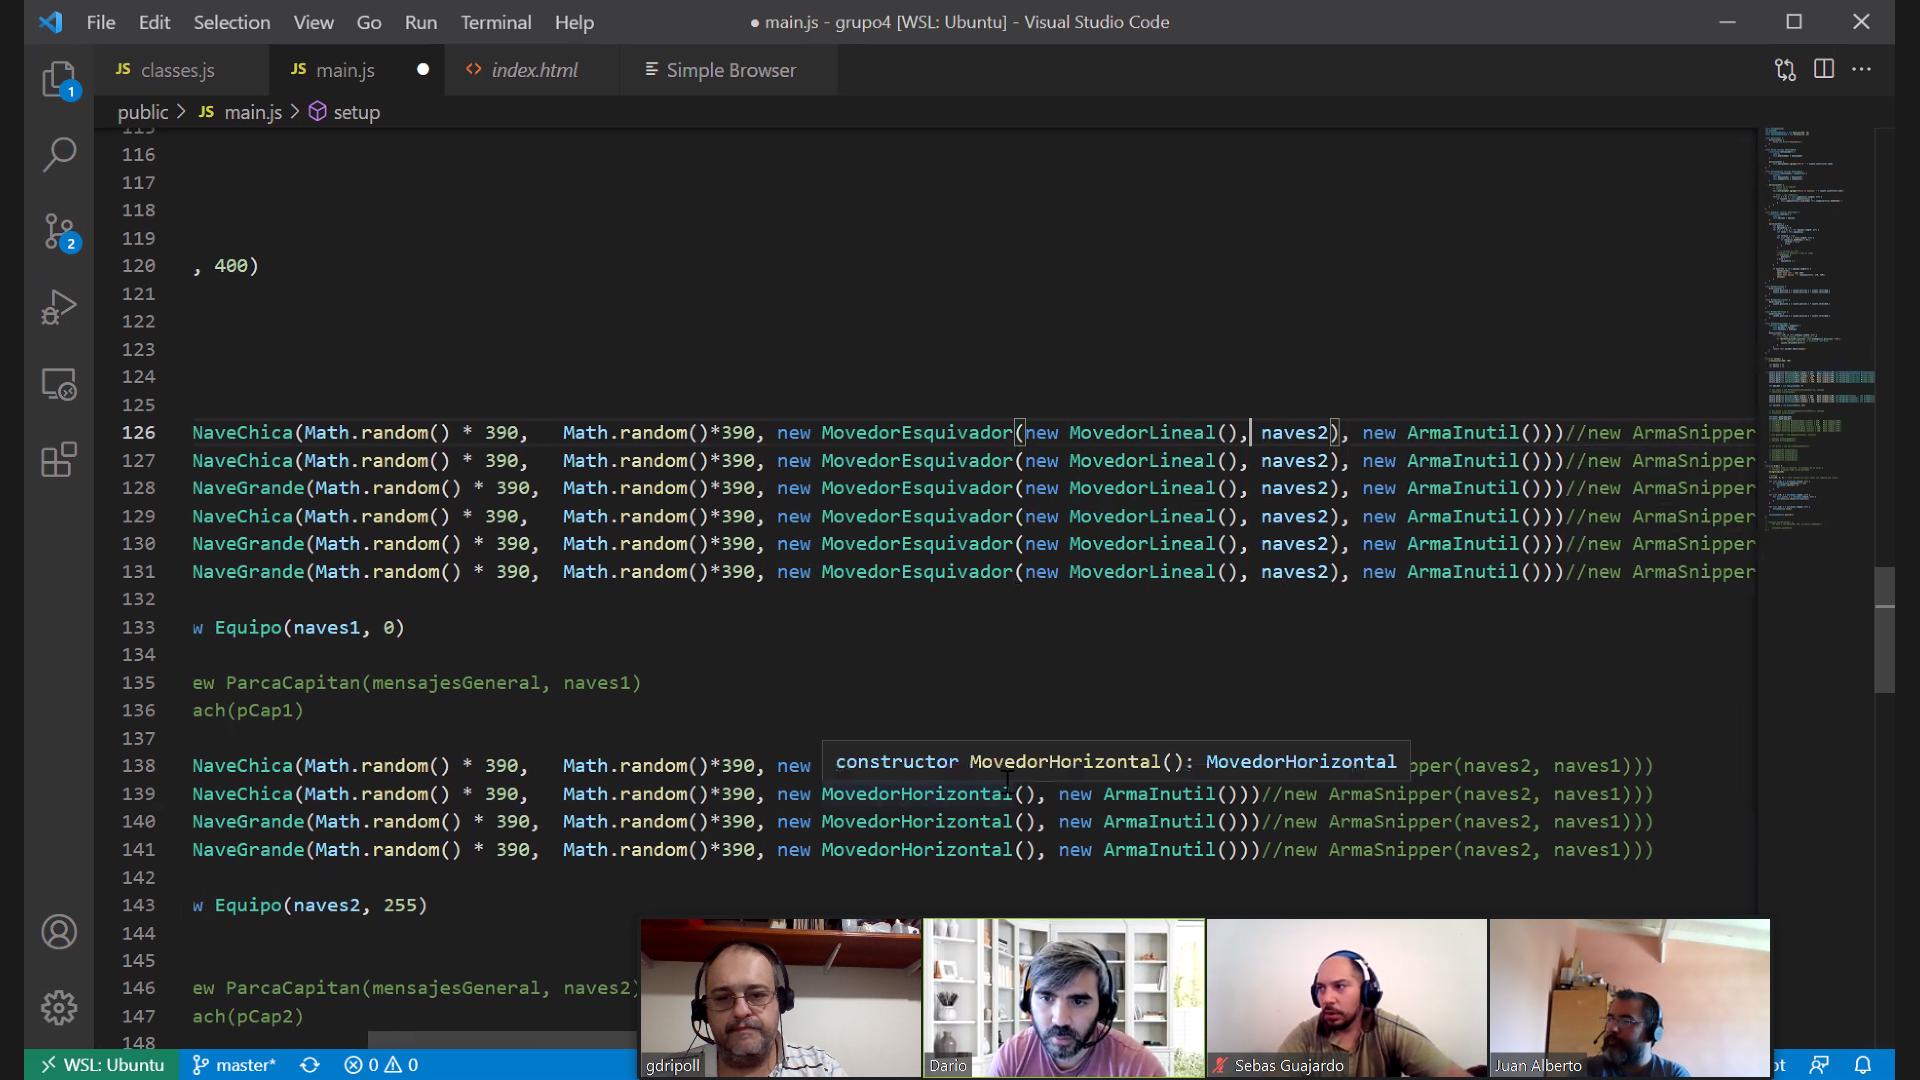 File Edit Selection View Go Run Terminal Help
● main.js - grupo4 [WSL: Ubuntu] - Visual Studio Code
JS classes.js
JS main.js
<> index.html
Simple Browser
public > JS main.js > setup
1
2
115
116
117
118
119
120 , 400)
121
122
123
124
125
126 NaveChica(Math.random() * 390,   Math.random()*390, new MovedorEsquivador(new MovedorLineal(), naves2), new ArmaInutil()))//new ArmaSnipper
127 NaveChica(Math.random() * 390,   Math.random()*390, new MovedorEsquivador(new MovedorLineal(), naves2), new ArmaInutil()))//new ArmaSnipper
128 NaveGrande(Math.random() * 390,  Math.random()*390, new MovedorEsquivador(new MovedorLineal(), naves2), new ArmaInutil()))//new ArmaSnipper
129 NaveChica(Math.random() * 390,   Math.random()*390, new MovedorEsquivador(new MovedorLineal(), naves2), new ArmaInutil()))//new ArmaSnipper
130 NaveGrande(Math.random() * 390,  Math.random()*390, new MovedorEsquivador(new MovedorLineal(), naves2), new ArmaInutil()))//new ArmaSnipper
131 NaveGrande(Math.random() * 390,  Math.random()*390, new MovedorEsquivador(new MovedorLineal(), naves2), new ArmaInutil()))//new ArmaSnipper
132
133 w Equipo(naves1, 0)
134
135 ew ParcaCapitan(mensajesGeneral, naves1)
136 ach(pCap1)
137
constructor MovedorHorizontal(): MovedorHorizontal
138 NaveChica(Math.random() * 390,   Math.random()*390, new pper(naves2, naves1)))
139 NaveChica(Math.random() * 390,   Math.random()*390, new MovedorHorizontal(), new ArmaInutil()))//new ArmaSnipper(naves2, naves1)))
140 NaveGrande(Math.random() * 390,  Math.random()*390, new MovedorHorizontal(), new ArmaInutil()))//new ArmaSnipper(naves2, naves1)))
141 NaveGrande(Math.random() * 390,  Math.random()*390, new MovedorHorizontal(), new ArmaInutil()))//new ArmaSnipper(naves2, naves1)))
142
143 w Equipo(naves2, 255)
144
145
146 ew ParcaCapitan(mensajesGeneral, naves2)
147 ach(pCap2)
148
gdripoll
Dario
Sebas Guajardo
Juan Alberto
WSL: Ubuntu master* 0 0 ot